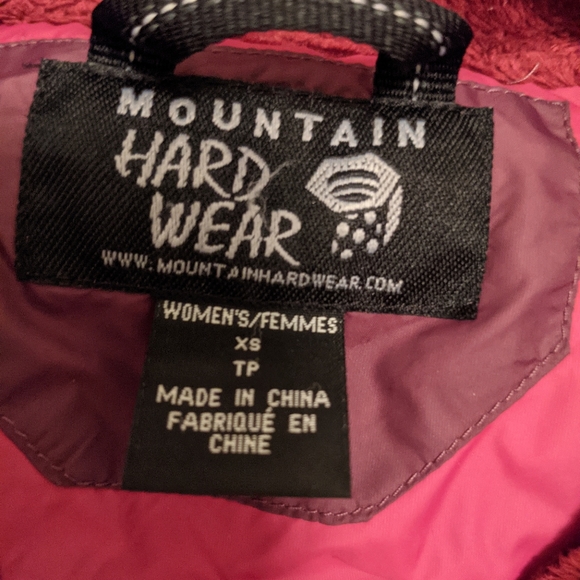 MOUNTAIN
HARD
WEAR
WWW.MOUNTAINHARDWEAR.COM
WOMEN'S/FEMMES
XS
TP
MADE IN CHINA
FABRIQUÉ EN
CHINE